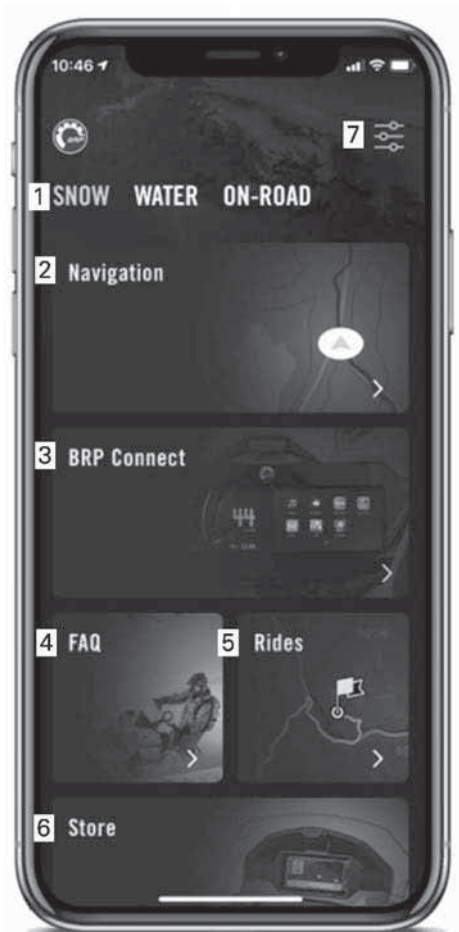 10:46
7
1 SNOW WATER ON-ROAD
2 Navigation
3 BRP Connect
44
4 FAQ
5 Rides
6 Store